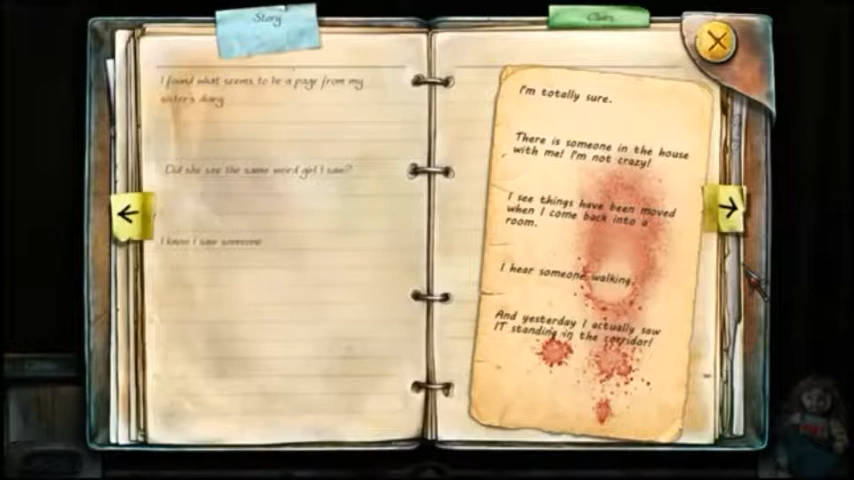 Story
Clues
I found what seems to be a page from my
sister's diary
Did she see the same weird girl I saw?
I know I saw someone
I'm totally sure.
There is someone in the house
with me! I'm not crazy!
I see things have been moved
when I come back into a
room.
I hear someone walking.
And yesterday I actually saw
IT standing in the corridor!